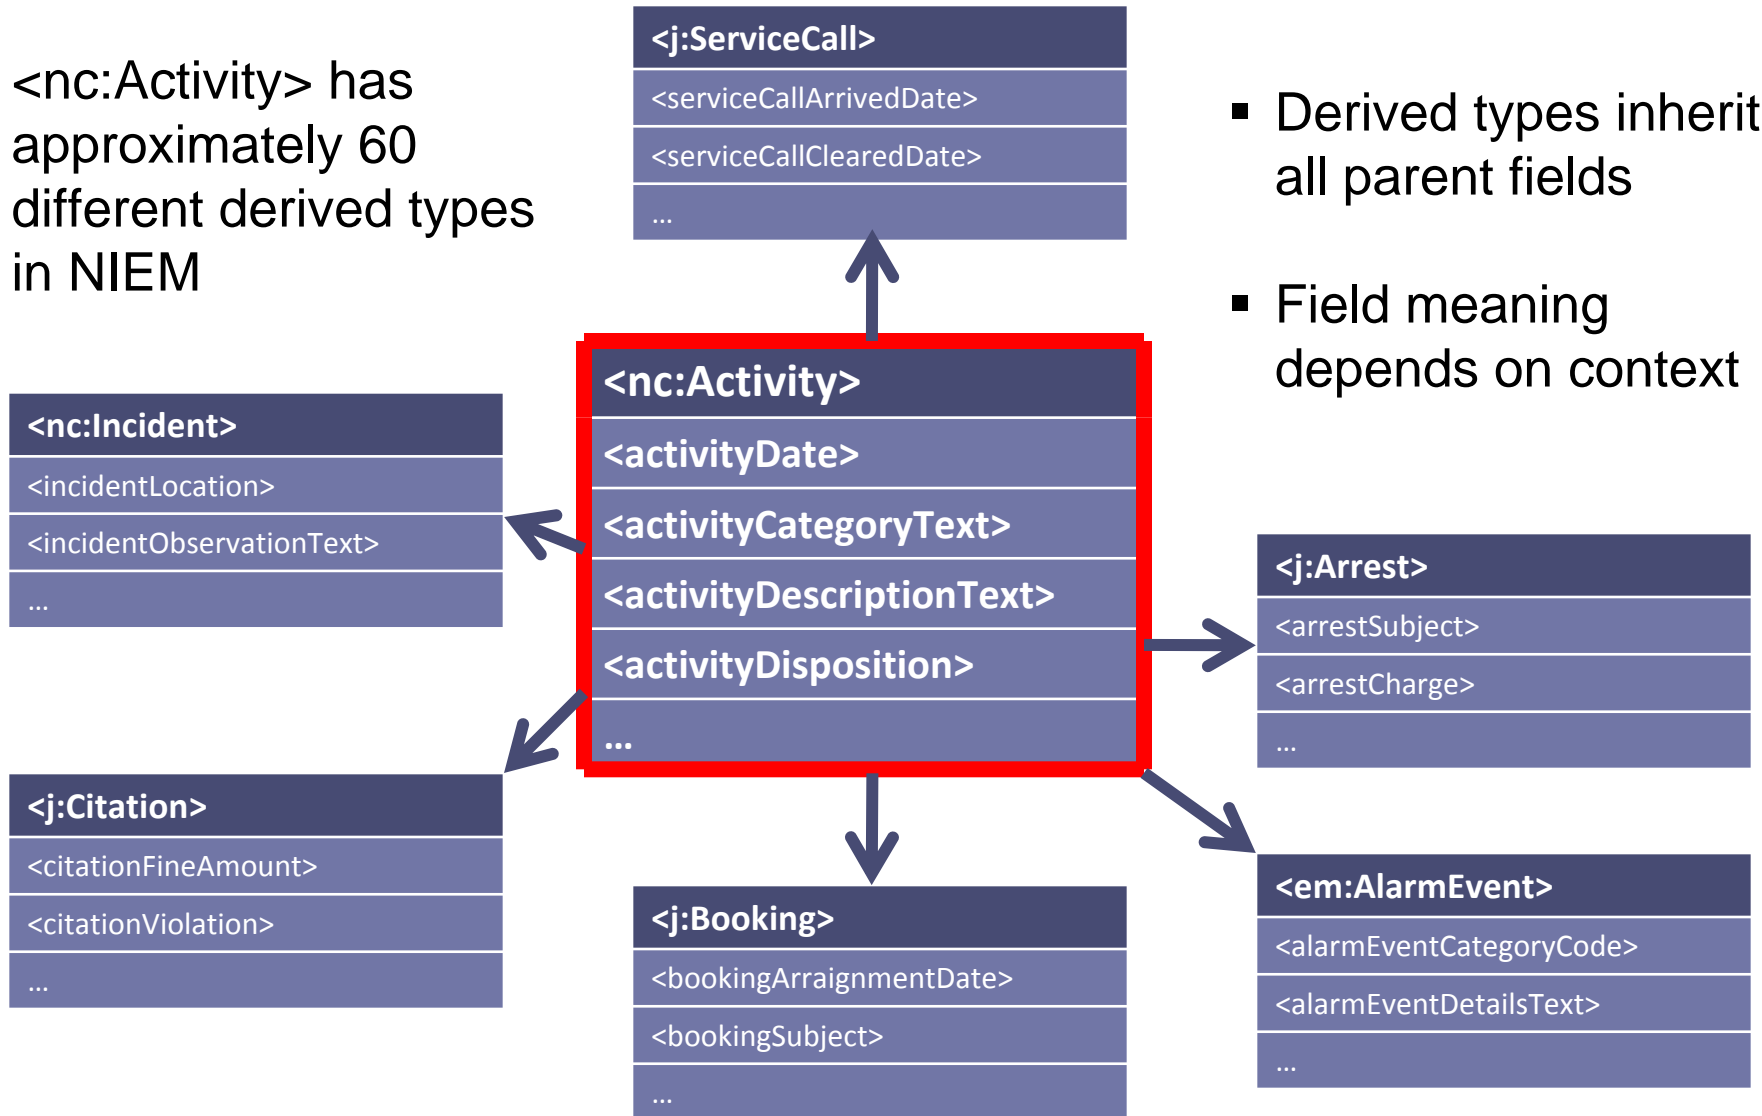 <nc:Activity> has
approximately 60
different derived types
in NIEM
<j:ServiceCall>
<serviceCallArrivedDate>
<serviceCallClearedDate>
...
▪ Derived types inherit
all parent fields
▪ Field meaning
depends on context
<nc:Incident>
<incidentLocation>
<incidentObservationText>
...
<nc:Activity>
<activityDate>
<activityCategoryText>
<activityDescriptionText>
<activityDisposition>
...
<j:Arrest>
<arrestSubject>
<arrestCharge>
...
<j:Citation>
<citationFineAmount>
<citationViolation>
...
<j:Booking>
<bookingArraignmentDate>
<bookingSubject>
...
<em:AlarmEvent>
<alarmEventCategoryCode>
<alarmEventDetailsText>
...